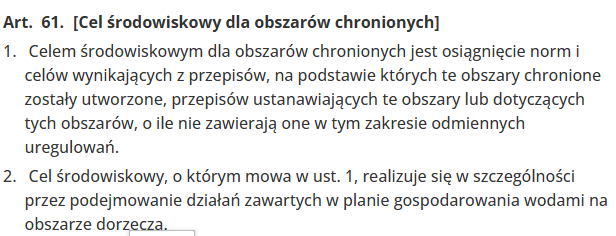 Art. 61. [Cel środowiskowy dla obszarów chronionych]
1. Celem środowiskowym dla obszarów chronionych jest osiągnięcie norm i
celów wynikających z przepisów, na podstawie których te obszary chronione
zostały utworzone, przepisów ustanawiających te obszary lub dotyczących
tych obszarów, o ile nie zawierają one w tym zakresie odmiennych
uregulowań.
2. Cel środowiskowy, o którym mowa w ust. 1, realizuje się w szczególności
przez podejmowanie działań zawartych w planie gospodarowania wodami na
obszarze dorzecza.